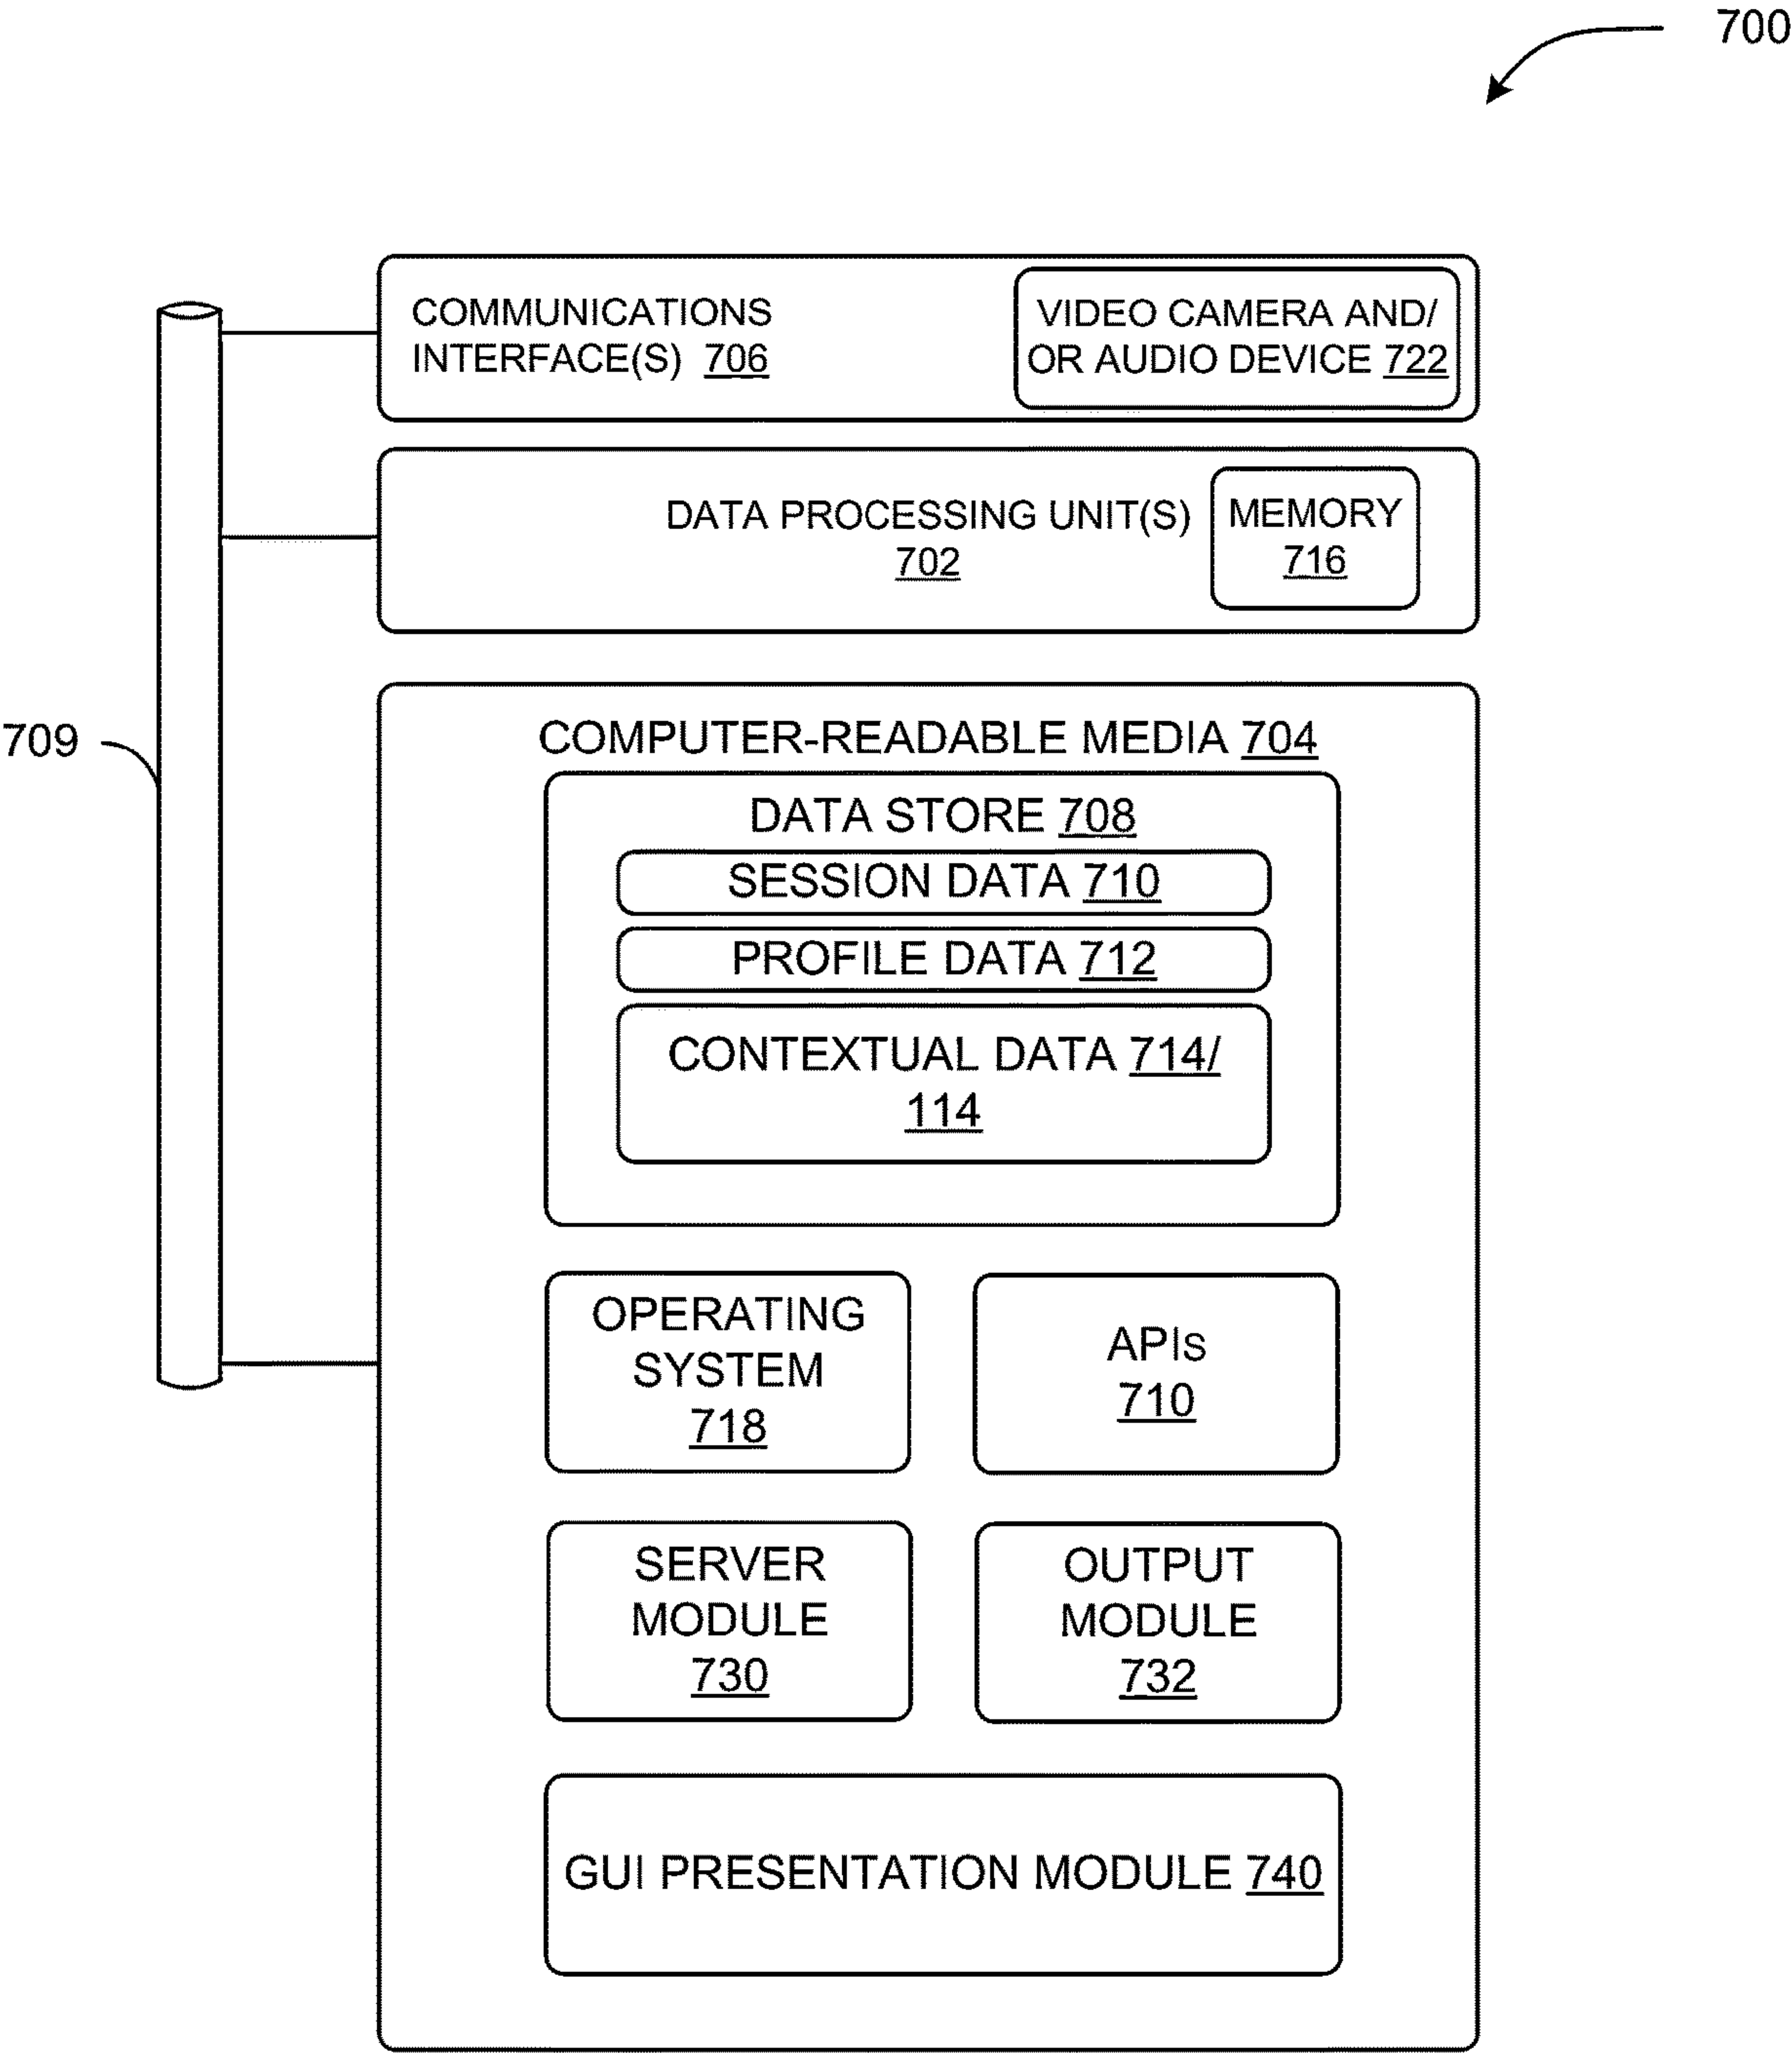 700
COMMUNICATIONS
INTERFACE(S) 706
VIDEO CAMERA AND/
OR AUDIO DEVICE 722
DATA PROCESSING UNIT(S)
702
MEMORY
716
709
COMPUTER-READABLE MEDIA 704
DATA STORE 708
SESSION DATA 710
PROFILE DATA 712
CONTEXTUAL DATA 714/
114
OPERATING
SYSTEM
718
APIs
710
SERVER
MODULE
730
OUTPUT
MODULE
732
GUI PRESENTATION MODULE 740